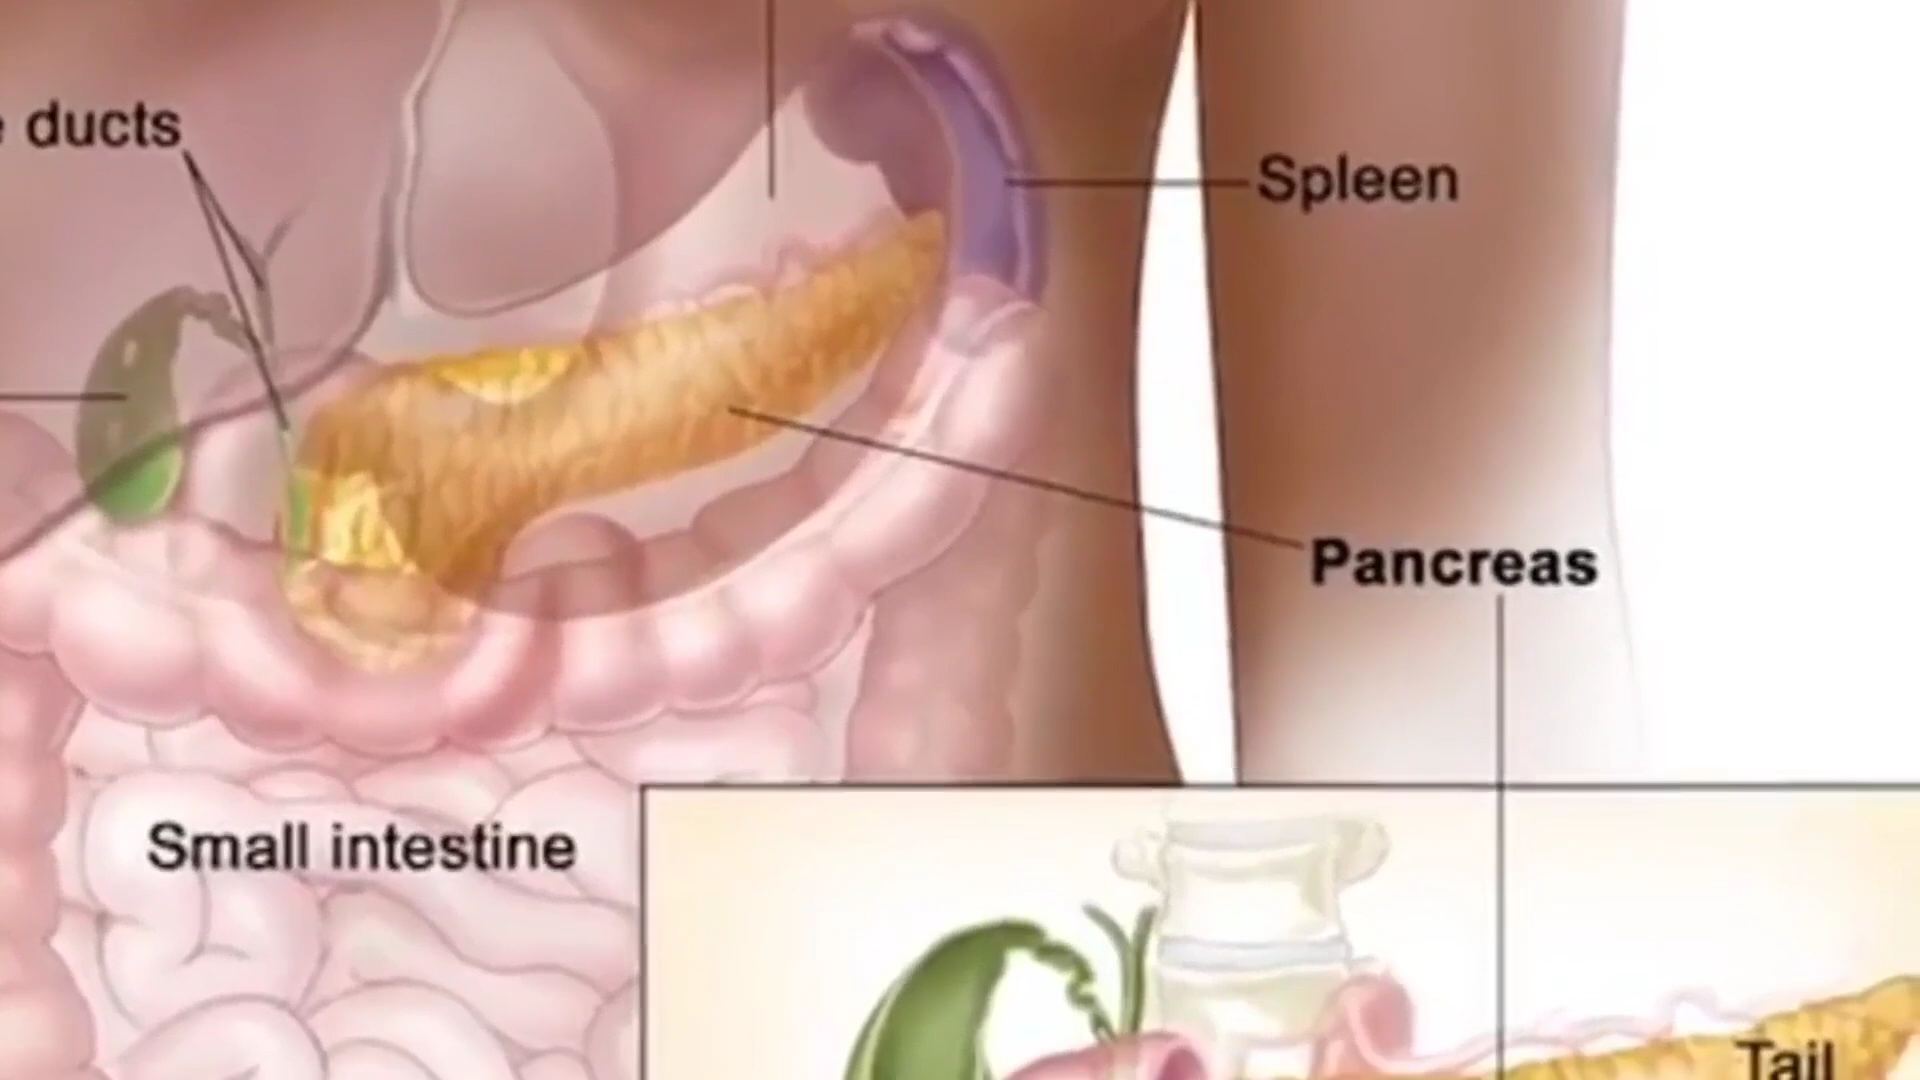 ducts
Spleen
Pancreas
Small intestine
Tail